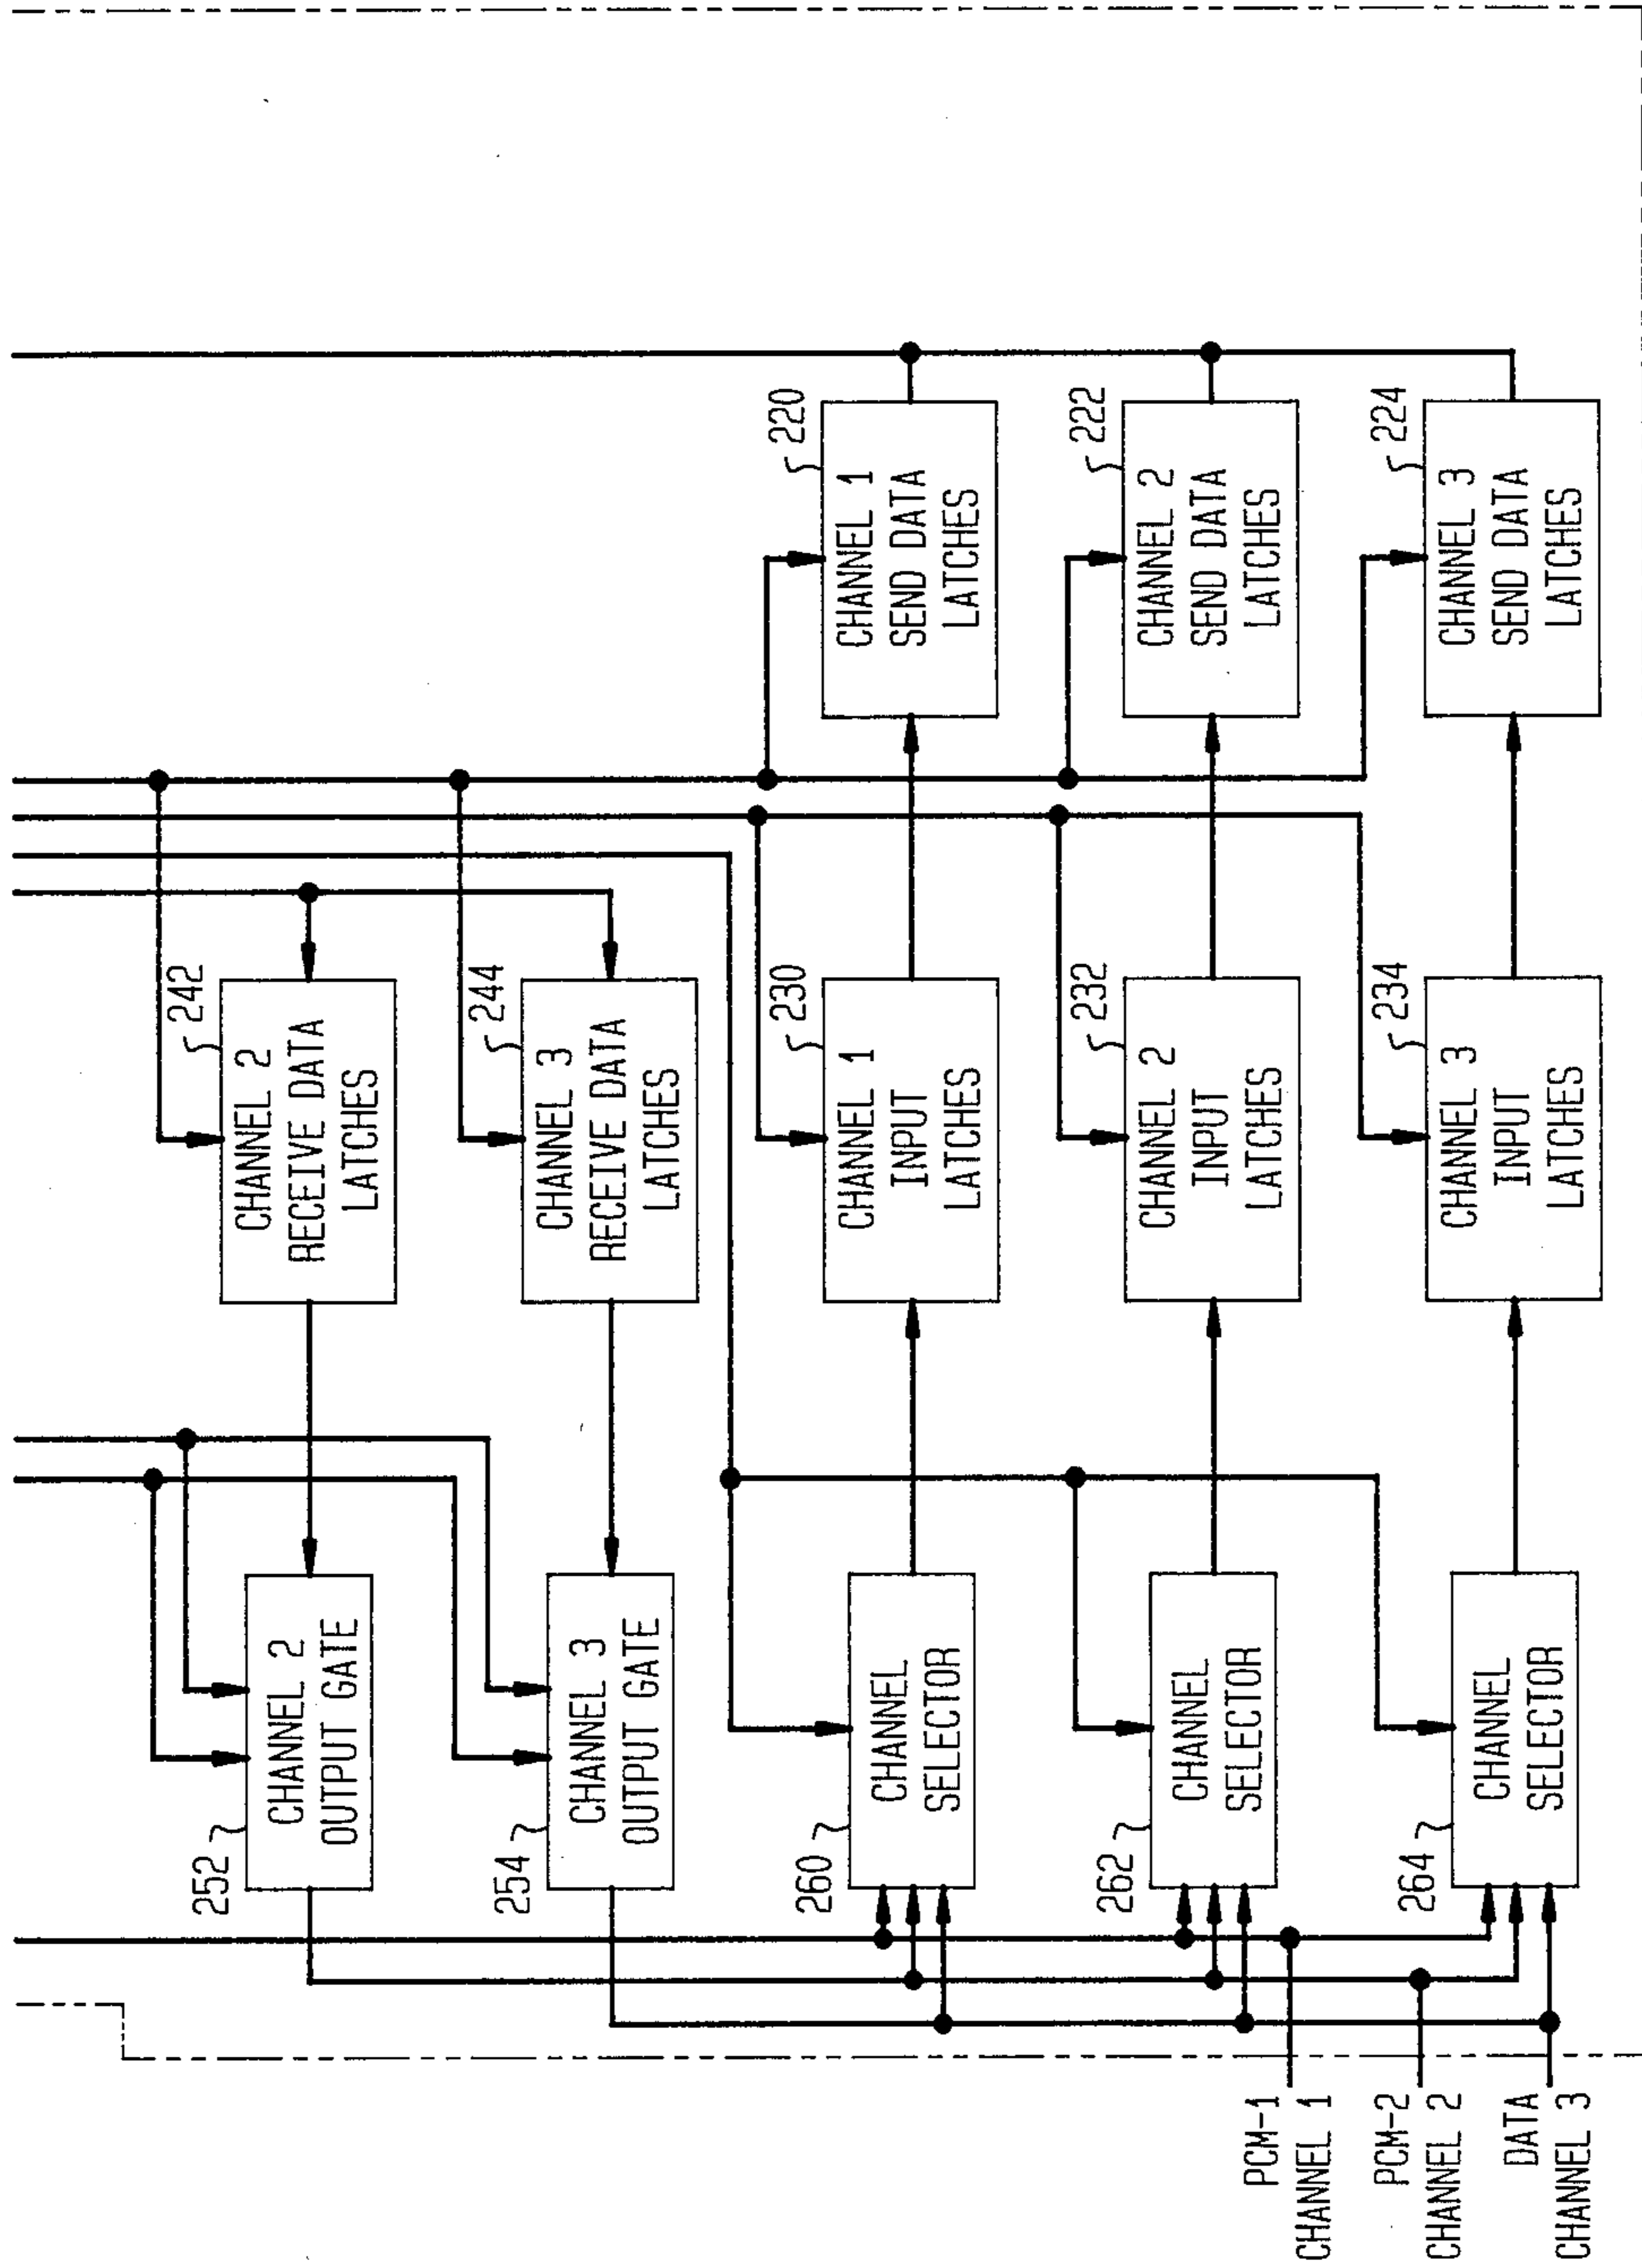 252
CHANNEL 2
OUTPUT GATE
242
CHANNEL 2
RECEIVE DATA
LATCHES
254
CHANNEL 3
OUTPUT GATE
244
CHANNEL 3
RECEIVE DATA
LATCHES
260
CHANNEL
SELECTOR
230
CHANNEL 1
INPUT
LATCHES
220
CHANNEL 1
SEND DATA
LATCHES
262
CHANNEL
SELECTOR
232
CHANNEL 2
INPUT
LATCHES
222
CHANNEL 2
SEND DATA
LATCHES
264
CHANNEL
SELECTOR
234
CHANNEL 3
INPUT
LATCHES
224
CHANNEL 3
SEND DATA
LATCHES
PCM-1
CHANNEL 1
PCM-2
CHANNEL 2
DATA
CHANNEL 3